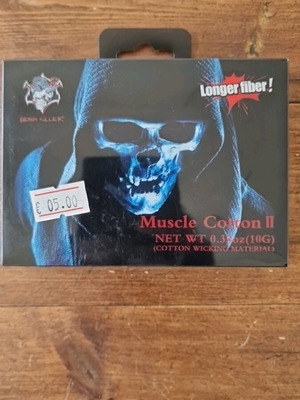 Longer fiber!
€ 05.00
Muscle Cotton II
NET WT 0.35oz(10G)
(COTTON WICKING MATERIAL)